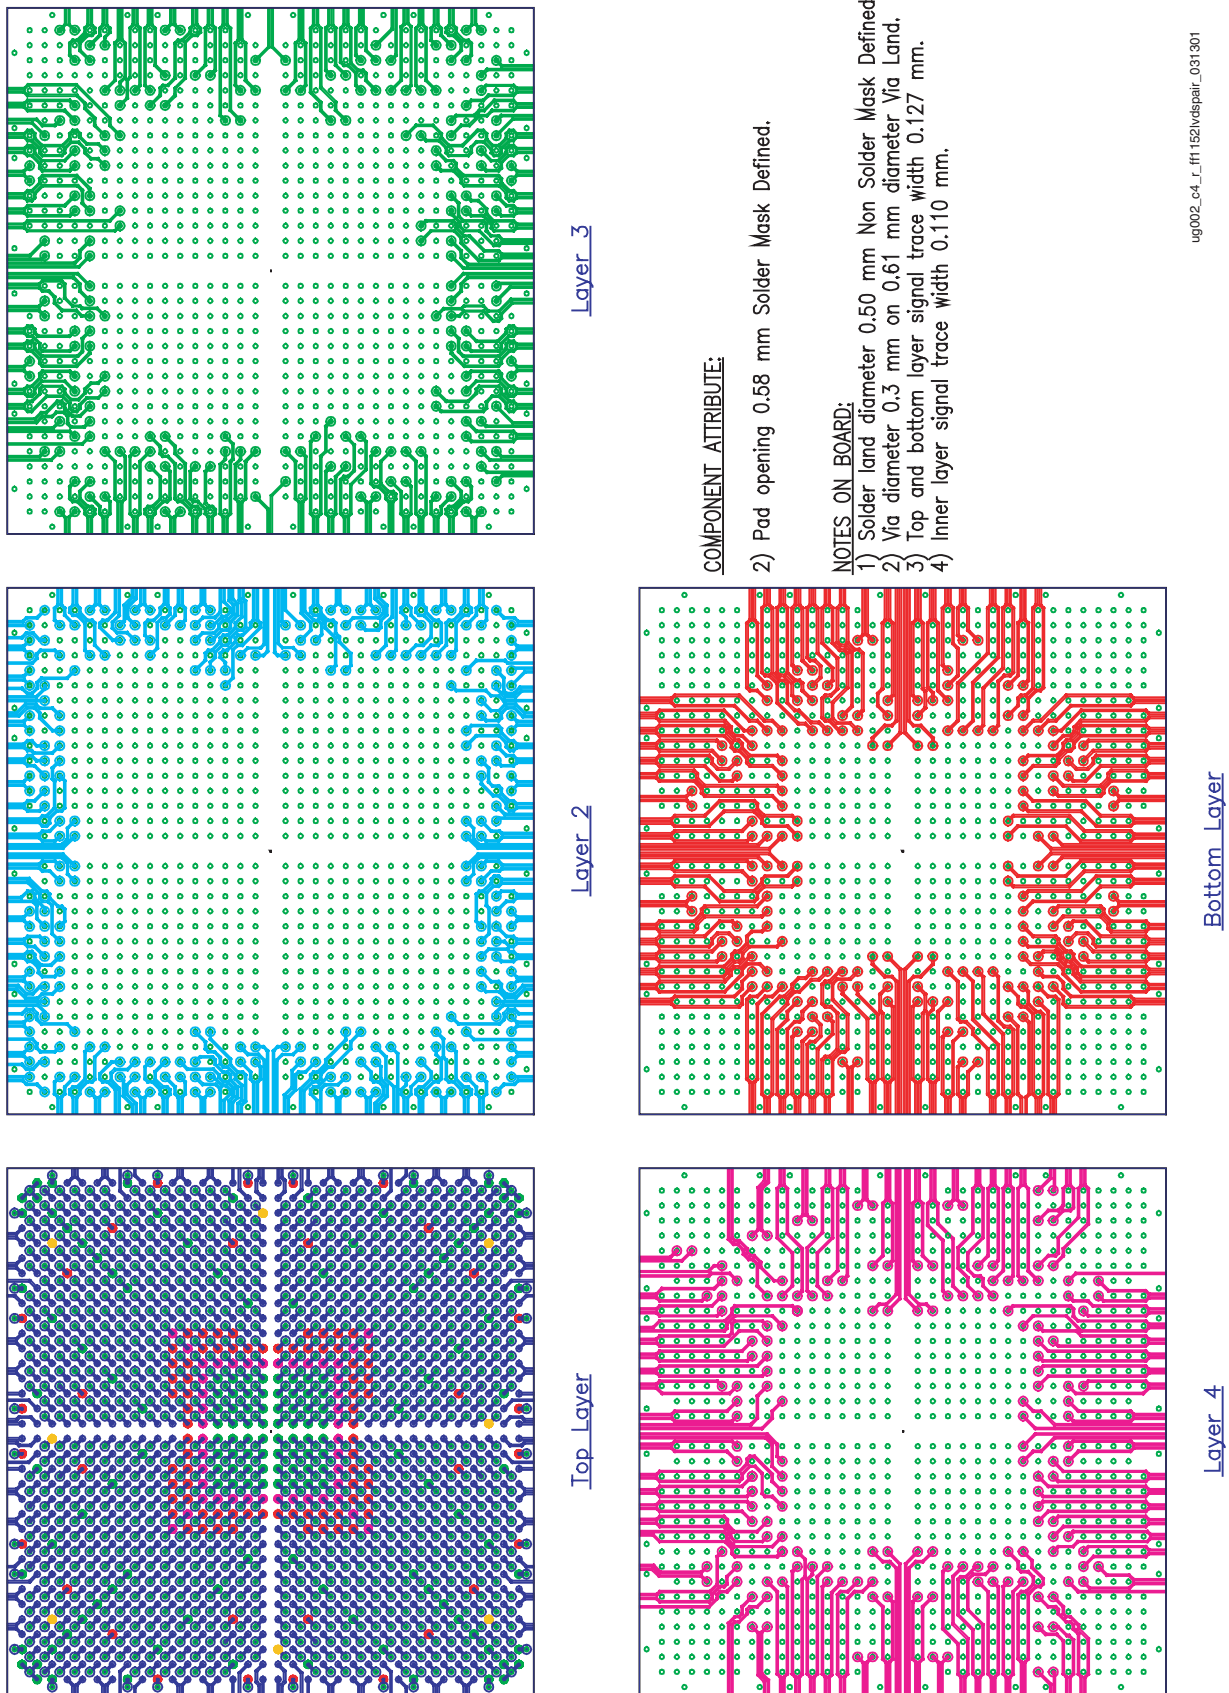 Top Layer
Layer 2
Layer 3
Layer 4
Bottom Layer
COMPONENT ATTRIBUTE:
2) Pad opening 0.58 mm Solder Mask Defined.
NOTES ON BOARD:
1) Solder land diameter 0.50 mm Non Solder Mask Defined
2) Via diameter 0.3 mm on 0.61 mm diameter Via Land.
3) Top and bottom layer signal trace width 0.127 mm.
4) Inner layer signal trace width 0.110 mm.
ug002_c4_r_ff1152lvdspair_031301